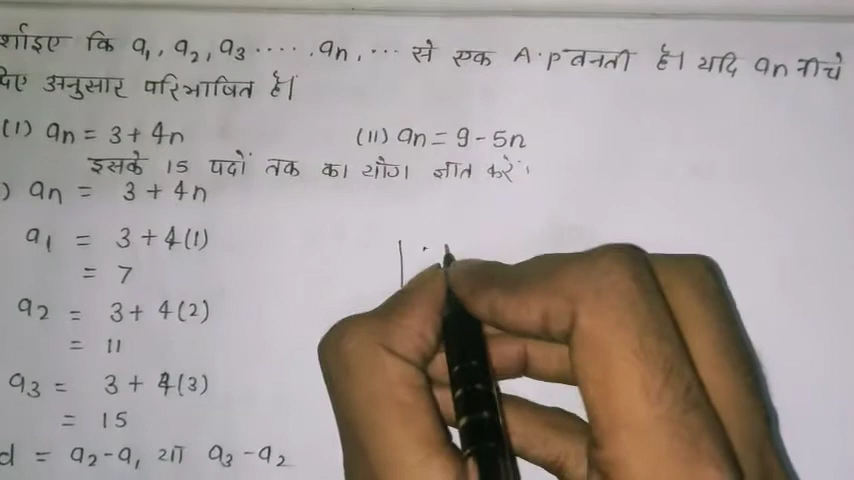 र्शाइए कि a₁, a₂, a₃ ..... an, ... से एक A.P बनती है। यदि an नीचे
दिए अनुसार परिभाषित है।
(I) an = 3 + 4n (II) an = 9 - 5n
इसके 15 पदों तक का योग ज्ञात करें।
) an = 3 + 4n
a₁ = 3 + 4(1)
= 7
a₂ = 3 + 4(2)
= 11
a₃ = 3 + 4(3)
= 15
d = a₂ - a₁ या a₃ - a₂